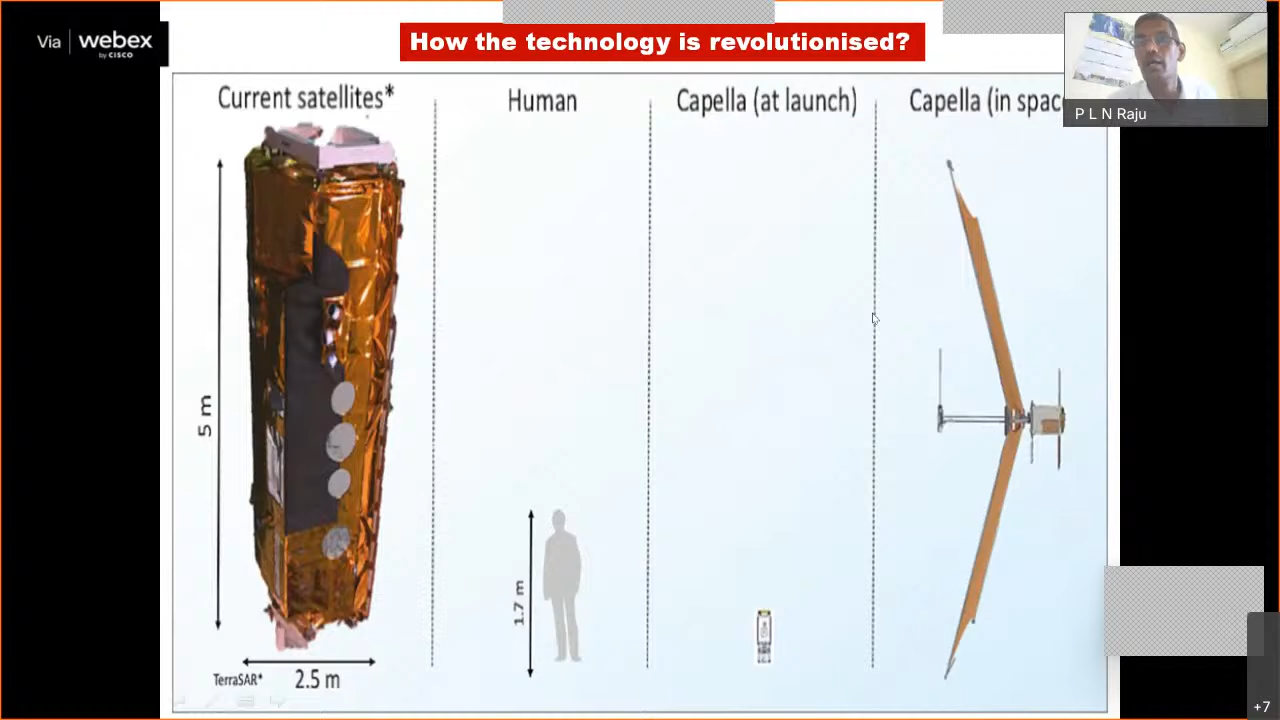 Via webex
by CISCO
How the technology is revolutionised?
P L N Raju
Current satellites*
Human
Capella (at launch)
Capella (in spac
5 m
1.7 m
TerraSAR*
2.5 m
+7